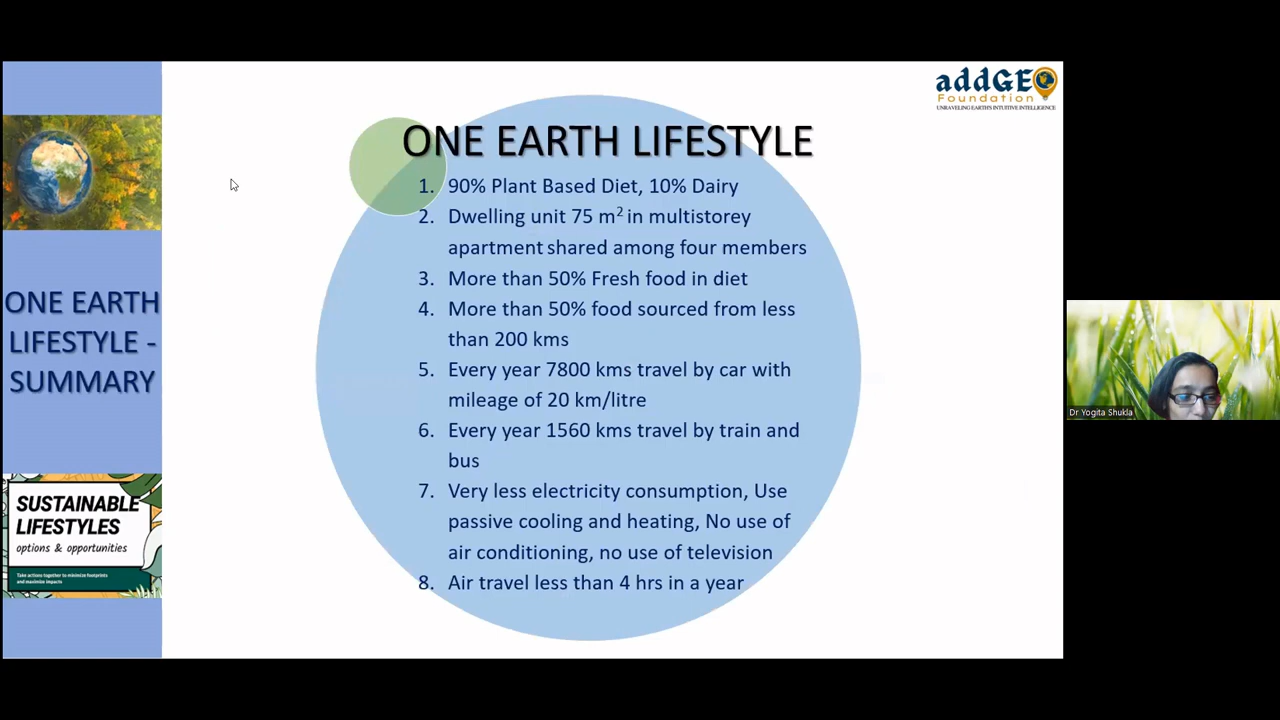 addGEO
Foundation
UNRAVELING EARTH'S INTUITIVE INTELLIGENCE
ONE EARTH LIFESTYLE
1. 90% Plant Based Diet, 10% Dairy
2. Dwelling unit 75 m² in multistorey
apartment shared among four members
3. More than 50% Fresh food in diet
4. More than 50% food sourced from less
than 200 kms
5. Every year 7800 kms travel by car with
mileage of 20 km/litre
6. Every year 1560 kms travel by train and
bus
7. Very less electricity consumption, Use
passive cooling and heating, No use of
air conditioning, no use of television
8. Air travel less than 4 hrs in a year
ONE EARTH
LIFESTYLE -
SUMMARY
SUSTAINABLE
LIFESTYLES
options & opportunities
Take actions together to minimize footprints
and maximize impacts
Dr Yogita Shukla